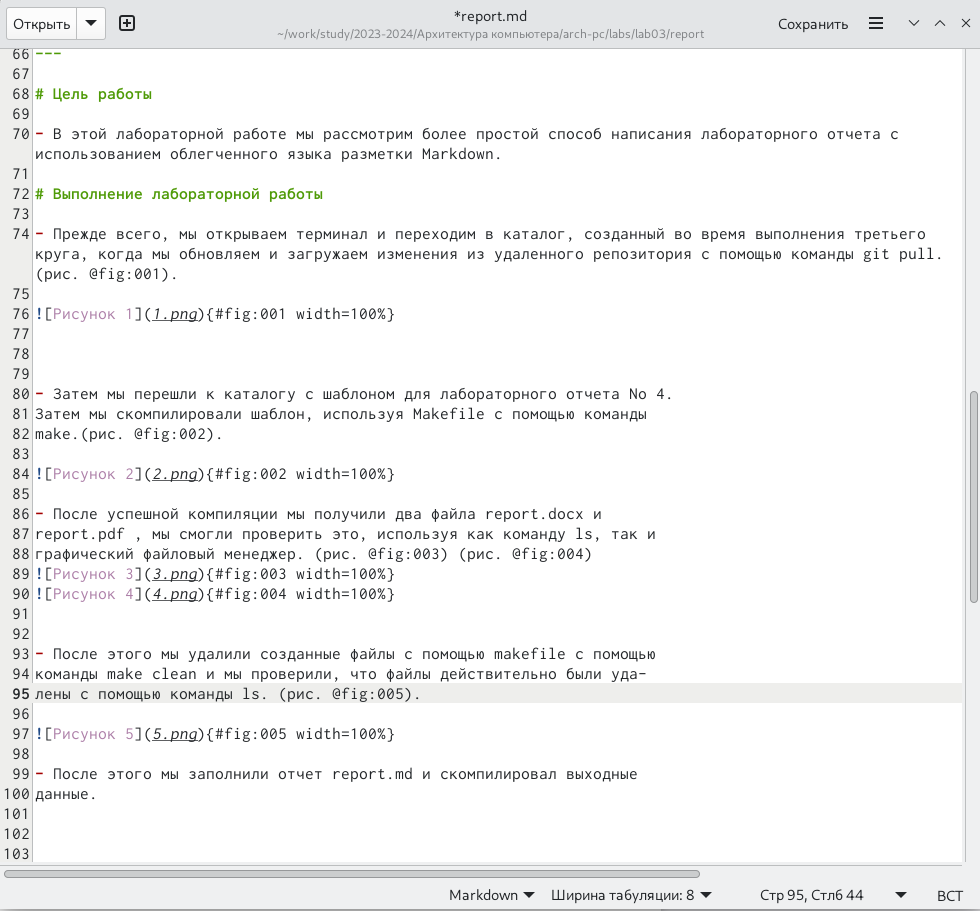 Открыть
*report.md
~/work/study/2023-2024/Архитектура компьютера/arch-pc/labs/lab03/report
Сохранить
66 ---
67
68 # Цель работы
69
70 - В этой лабораторной работе мы рассмотрим более простой способ написания лабораторного отчета с
использованием облегченного языка разметки Markdown.
71
72 # Выполнение лабораторной работы
73
74 - Прежде всего, мы открываем терминал и переходим в каталог, созданный во время выполнения третьего
круга, когда мы обновляем и загружаем изменения из удаленного репозитория с помощью команды git pull.
(рис. @fig:001).
75
76 ![Рисунок 1](1.png){#fig:001 width=100%}
77
78
79
80 - Затем мы перешли к каталогу с шаблоном для лабораторного отчета No 4.
81 Затем мы скомпилировали шаблон, используя Makefile с помощью команды
82 make.(рис. @fig:002).
83
84 ![Рисунок 2](2.png){#fig:002 width=100%}
85
86 - После успешной компиляции мы получили два файла report.docx и
87 report.pdf , мы смогли проверить это, используя как команду ls, так и
88 графический файловый менеджер. (рис. @fig:003) (рис. @fig:004)
89 ![Рисунок 3](3.png){#fig:003 width=100%}
90 ![Рисунок 4](4.png){#fig:004 width=100%}
91
92
93 - После этого мы удалили созданные файлы с помощью makefile с помощью
94 команды make clean и мы проверили, что файлы действительно были уда-
95 лены с помощью команды ls. (рис. @fig:005).
96
97 ![Рисунок 5](5.png){#fig:005 width=100%}
98
99 - После этого мы заполнили отчет report.md и скомпилировал выходные
100 данные.
101
102
103
Markdown
Ширина табуляции: 8
Стр 95, Стлб 44
ВСТ